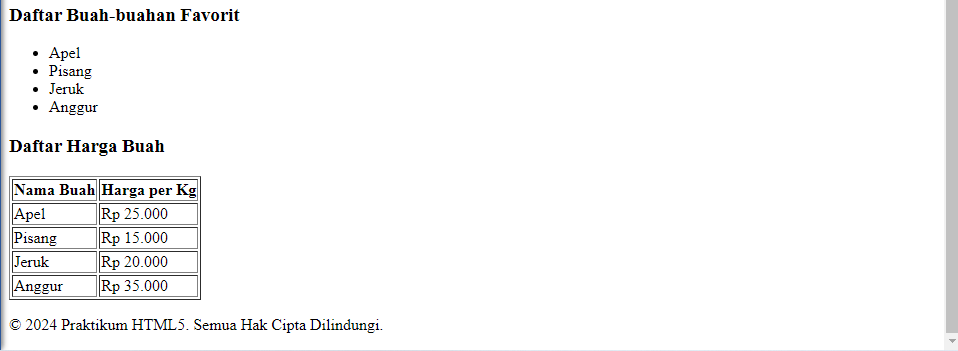 Daftar Buah-buahan Favorit
Apel
Pisang
Jeruk
Anggur
Daftar Harga Buah
Nama Buah Harga per Kg
Apel Rp 25.000
Pisang Rp 15.000
Jeruk Rp 20.000
Anggur Rp 35.000
© 2024 Praktikum HTML5. Semua Hak Cipta Dilindungi.